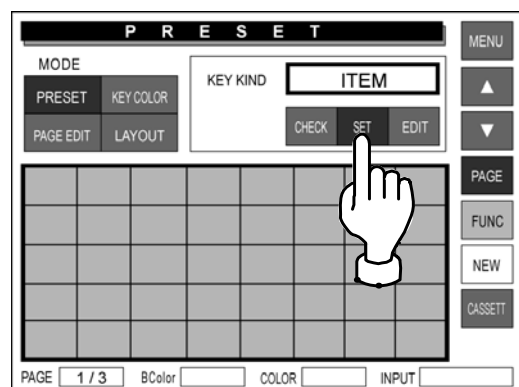 PRESET
MENU
MODE
PRESET
KEY COLOR
PAGE EDIT
LAYOUT
KEY KIND
ITEM
CHECK
SET
EDIT
▲
▼
PAGE
FUNC
NEW
CASSETT
PAGE 1 / 3 BColor COLOR INPUT